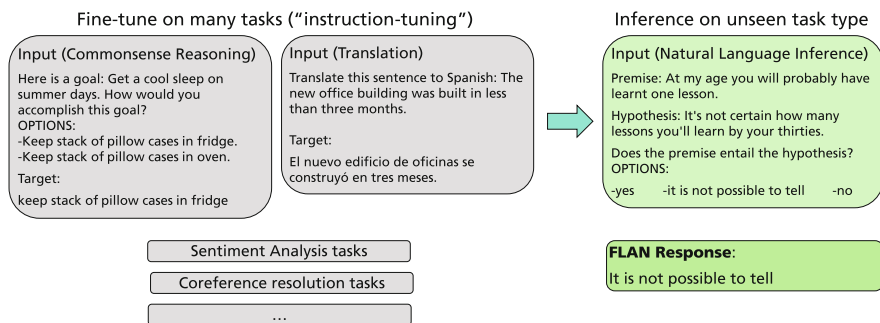 Fine-tune on many tasks (“instruction-tuning”)
Input (Commonsense Reasoning)
Here is a goal: Get a cool sleep on
summer days. How would you
accomplish this goal?
OPTIONS:
-Keep stack of pillow cases in fridge.
-Keep stack of pillow cases in oven.
Target:
keep stack of pillow cases in fridge
Input (Translation)
Translate this sentence to Spanish: The
new office building was built in less
than three months.
Target:
El nuevo edificio de oficinas se
construyó en tres meses.
Sentiment Analysis tasks
Coreference resolution tasks
...
Inference on unseen task type
Input (Natural Language Inference)
Premise: At my age you will probably have
learnt one lesson.
Hypothesis: It's not certain how many
lessons you'll learn by your thirties.
Does the premise entail the hypothesis?
OPTIONS:
-yes -it is not possible to tell -no
FLAN Response:
It is not possible to tell